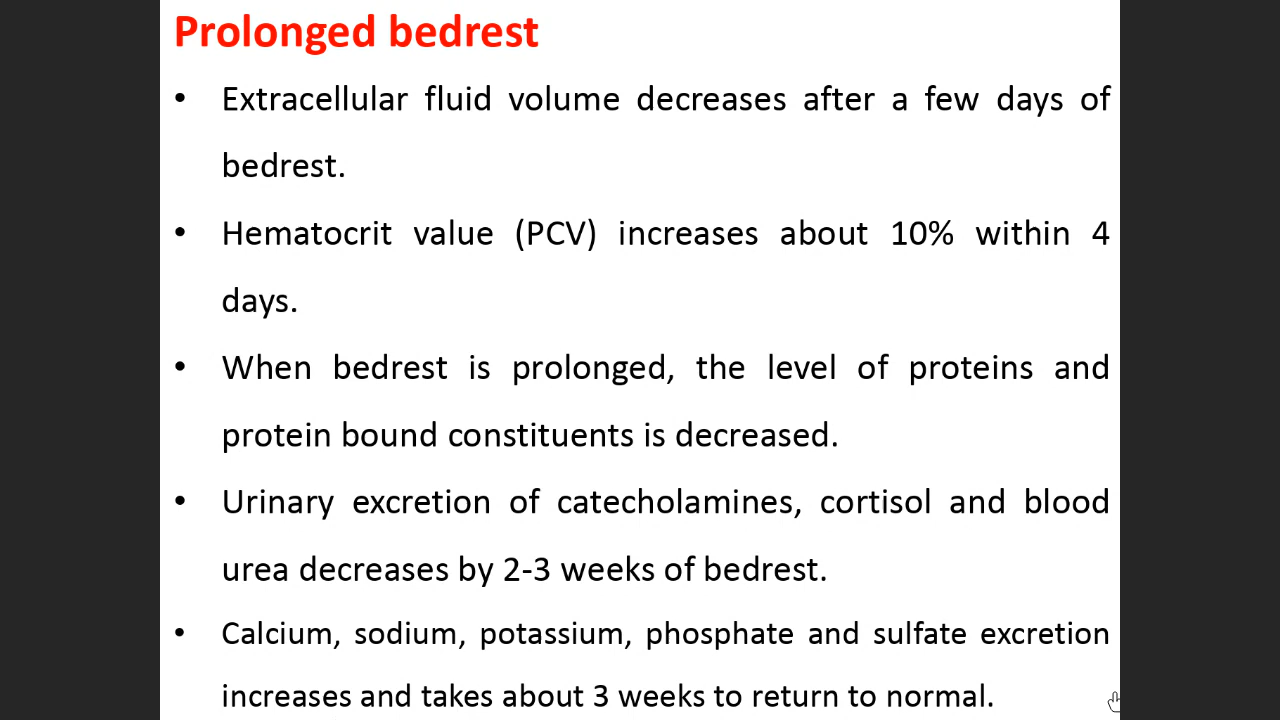 Prolonged bedrest
• Extracellular fluid volume decreases after a few days of
bedrest.
• Hematocrit value (PCV) increases about 10% within 4
days.
• When bedrest is prolonged, the level of proteins and
protein bound constituents is decreased.
• Urinary excretion of catecholamines, cortisol and blood
urea decreases by 2-3 weeks of bedrest.
• Calcium, sodium, potassium, phosphate and sulfate excretion
increases and takes about 3 weeks to return to normal.